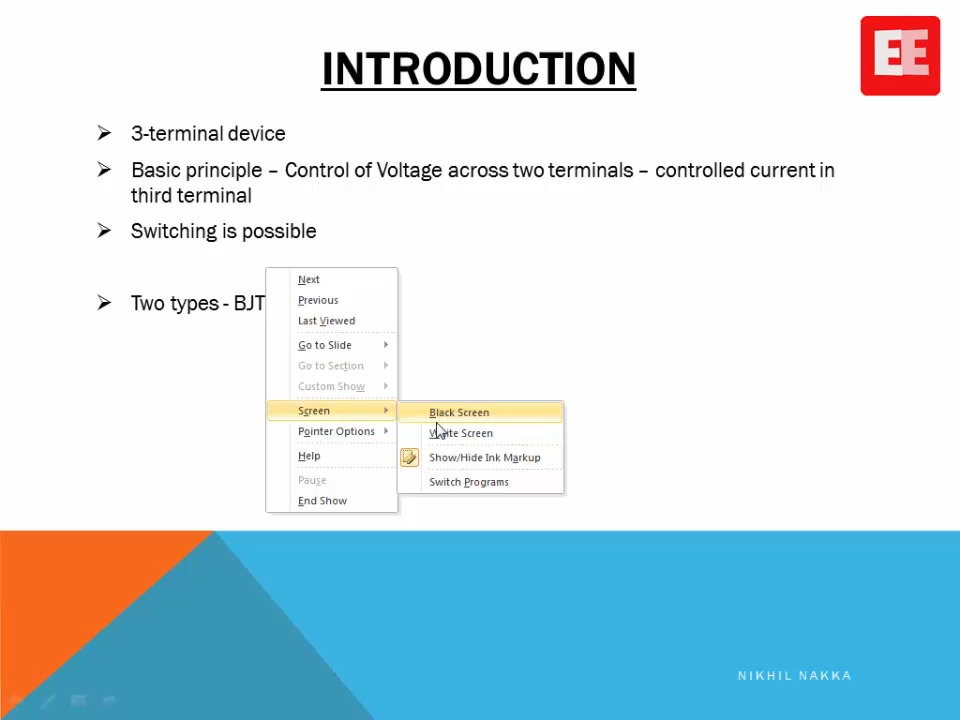 INTRODUCTION
EE
3-terminal device
Basic principle – Control of Voltage across two terminals – controlled current in
third terminal
Switching is possible
Two types - BJT
Next
Previous
Last Viewed
Go to Slide
Go to Section
Custom Show
Screen
Pointer Options
Help
Pause
End Show
Black Screen
White Screen
Show/Hide Ink Markup
Switch Programs
NIKHIL NAKKA